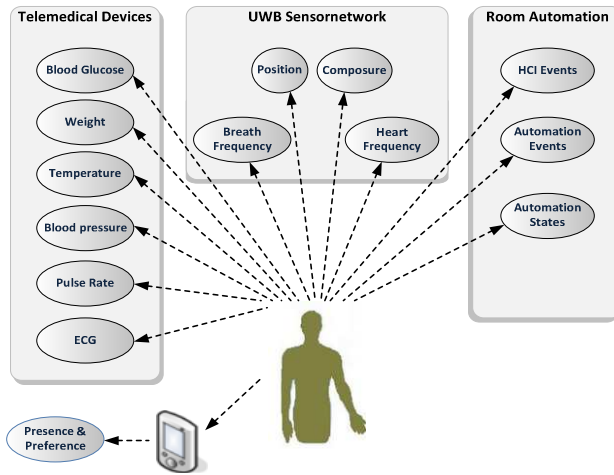 Telemedical Devices
Blood Glucose
Weight
Temperature
Blood pressure
Pulse Rate
ECG
UWB Sensornetwork
Position
Composure
Breath
Frequency
Heart
Frequency
Room Automation
HCI Events
Automation
Events
Automation
States
Presence &
Preference